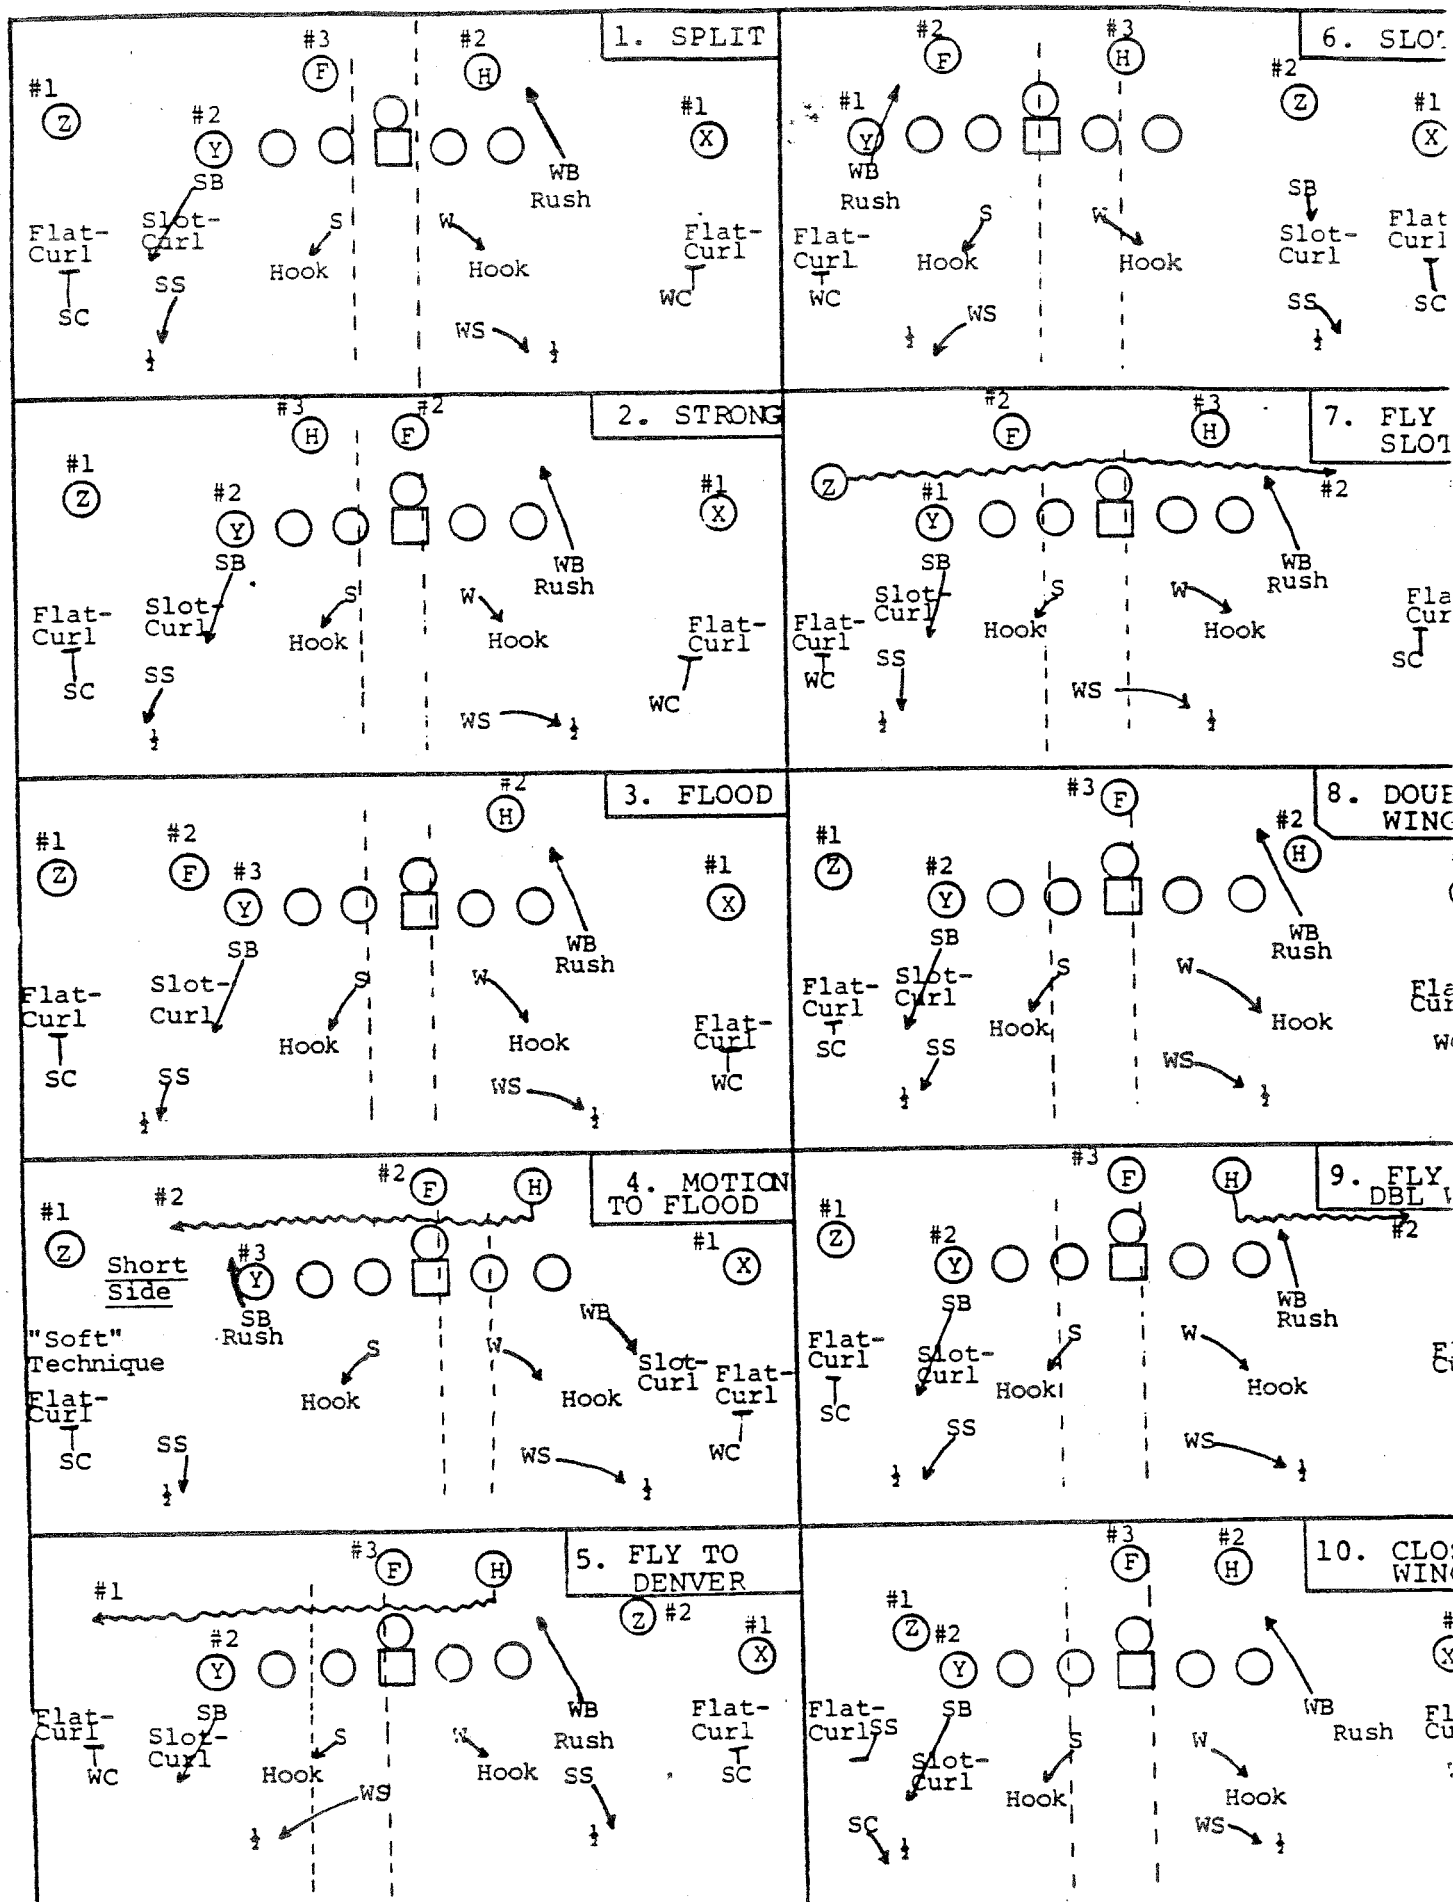 1. SPLIT
#3
#2
F
H
#1
Z
#2
Y
#1
X
SB
WB
Rush
Flat-
Curl
Slot-
Curl
S
Hook
W
Hook
Flat-
Curl
SC
SS
½
WS
½
WC
2. STRONG
#3
#2
H
F
#1
Z
#2
Y
#1
X
SB
WB
Rush
Flat-
Curl
Slot-
Curl
S
Hook
W
Hook
Flat-
Curl
SC
SS
½
WS
½
WC
3. FLOOD
#2
H
#1
Z
#2
F
#3
Y
#1
X
SB
WB
Rush
Flat-
Curl
Slot-
Curl
S
Hook
W
Hook
Flat-
Curl
SC
SS
½
WS
½
WC
4. MOTION
TO FLOOD
#2
F
H
#2
#1
Z
Short
Side
#3
Y
#1
X
SB
Rush
WB
"Soft"
Technique
Flat-
Curl
S
Hook
W
Hook
Slot-
Curl
Flat-
Curl
SC
SS
½
WS
½
WC
5. FLY TO
DENVER
#3
F
H
#1
Z
#2
#2
Y
#1
X
SB
WB
Rush
Flat-
Curl
Slot-
Curl
S
Hook
W
Hook
Flat-
Curl
WC
WS
½
SS
½
SC
6. SLOT
#2
F
#3
H
#2
Z
#1
Y
#1
X
WB
Rush
SB
Flat-
Curl
S
Hook
W
Hook
Slot-
Curl
Flat
Curl
WC
WS
½
SS
½
SC
7. FLY
SLOT
#2
F
#3
H
Z
#2
#1
Y
SB
WB
Rush
Flat-
Curl
Slot-
Curl
S
Hook
W
Hook
Fla
Cur
WC
SS
½
WS
½
SC
8. DOUB
WING
#3
F
#2
H
#1
Z
#2
Y
SB
WB
Rush
Flat-
Curl
Slot-
Curl
S
Hook
W
Hook
Fla
Cur
SC
SS
½
WS
½
9. FLY
DBL
#3
F
H
#2
#1
Z
#2
Y
SB
WB
Rush
Flat-
Curl
Slot-
Curl
S
Hook
W
Hook
SC
SS
½
WS
½
10. CLOS
WING
#3
F
#2
H
#1
Z
#2
Y
X
SB
WB
Rush
Flat-
Curl
SS
Slot-
Curl
S
Hook
W
Hook
SC
½
WS
½